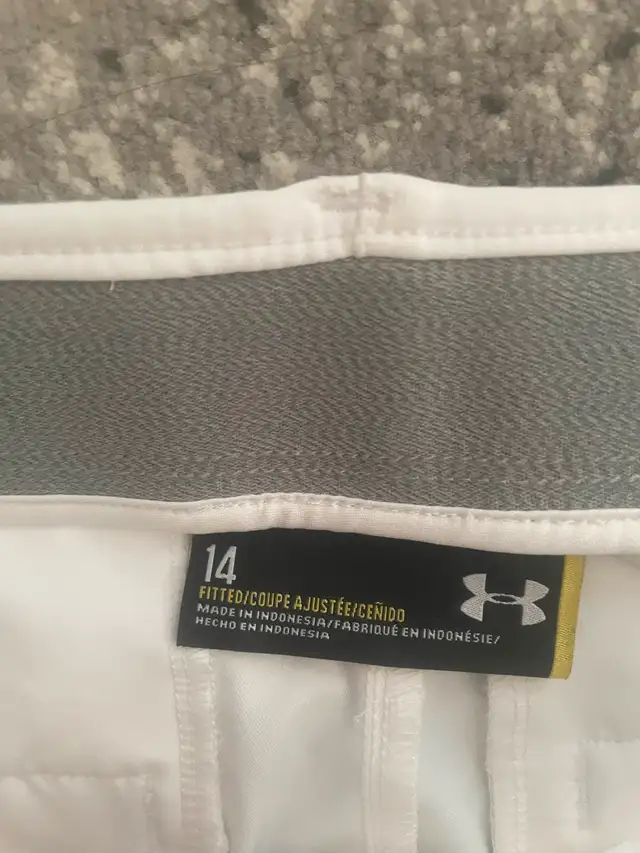 14
FITTED/COUPE AJUSTÉE/CEÑIDO
MADE IN INDONESIA/FABRIQUÉ EN INDONÉSIE/
HECHO EN INDONESIA